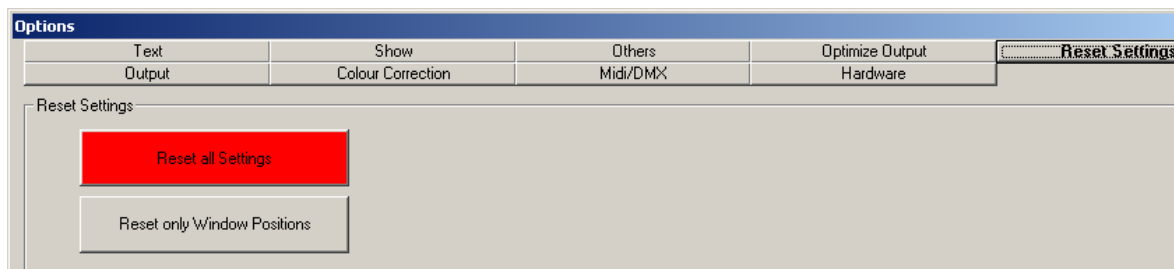 Options
Text Show Others Optimize Output Reset Settings
Output Colour Correction Midi/DMX Hardware
Reset Settings
Reset all Settings
Reset only Window Positions